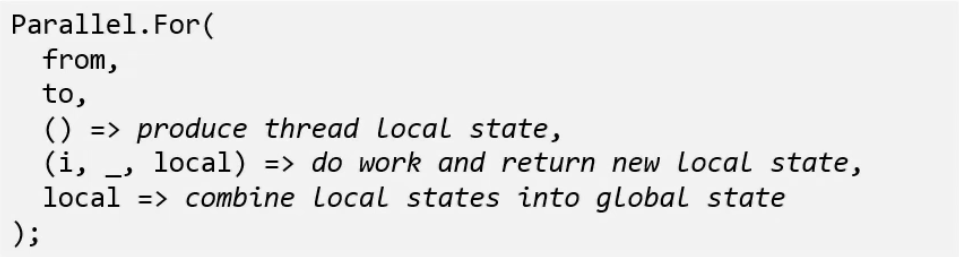 Parallel.For(
from,
to,
() => produce thread local state,
(i, _, local) => do work and return new local state,
local => combine local states into global state
);